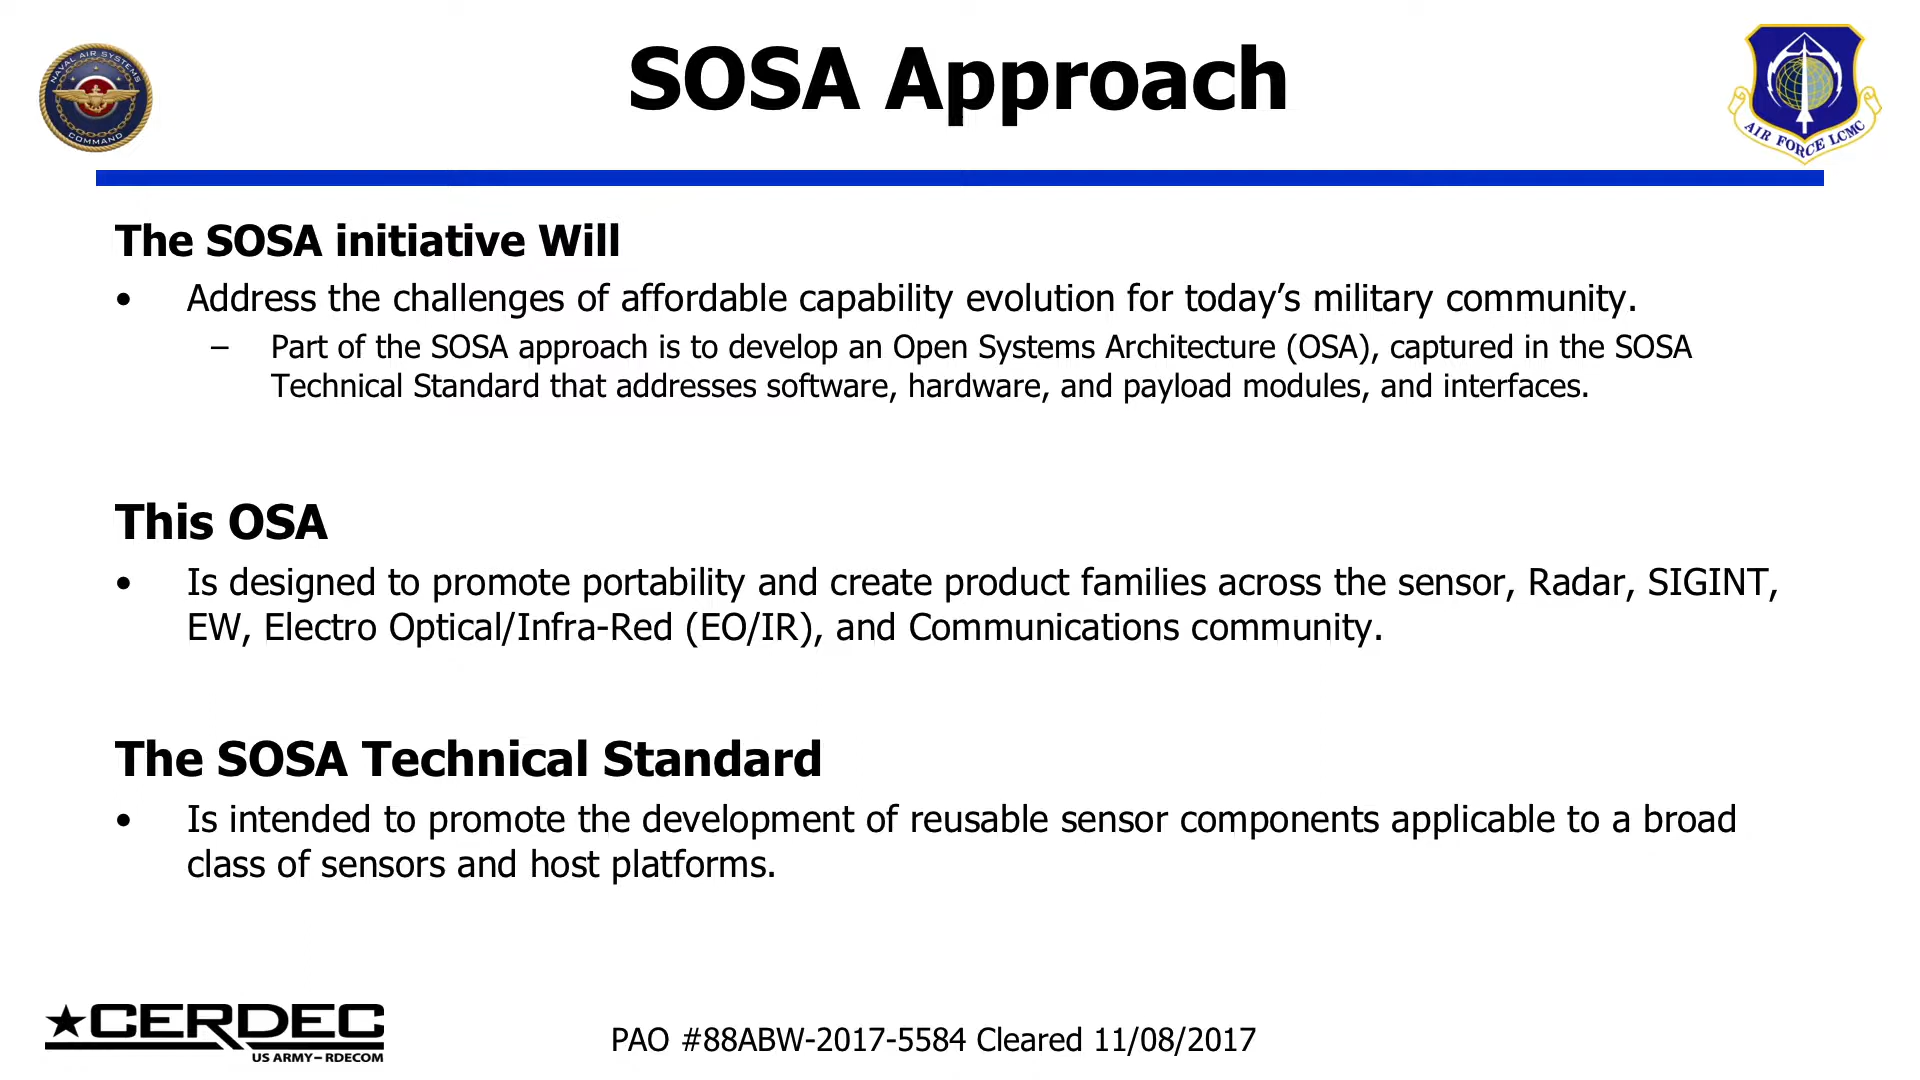 NAVAL AIR SYSTEMS
COMMAND
SOSA Approach
AIR FORCE LCMC
The SOSA initiative Will
• Address the challenges of affordable capability evolution for today’s military community.
– Part of the SOSA approach is to develop an Open Systems Architecture (OSA), captured in the SOSA
Technical Standard that addresses software, hardware, and payload modules, and interfaces.
This OSA
• Is designed to promote portability and create product families across the sensor, Radar, SIGINT,
EW, Electro Optical/Infra-Red (EO/IR), and Communications community.
The SOSA Technical Standard
• Is intended to promote the development of reusable sensor components applicable to a broad
class of sensors and host platforms.
CERDEC
US ARMY – RDECOM
PAO #88ABW-2017-5584 Cleared 11/08/2017